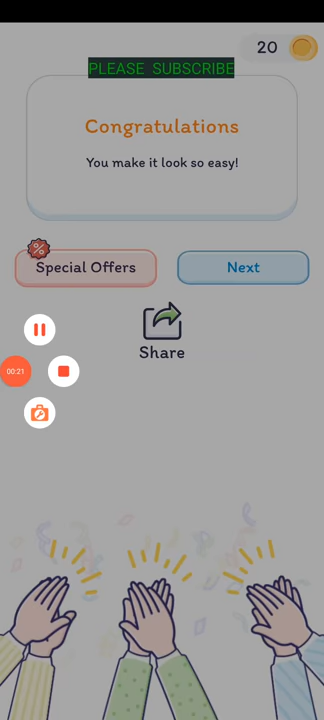 20
PLEASE SUBSCRIBE
Congratulations
You make it look so easy!
%
Special Offers
Next
Share
00:21